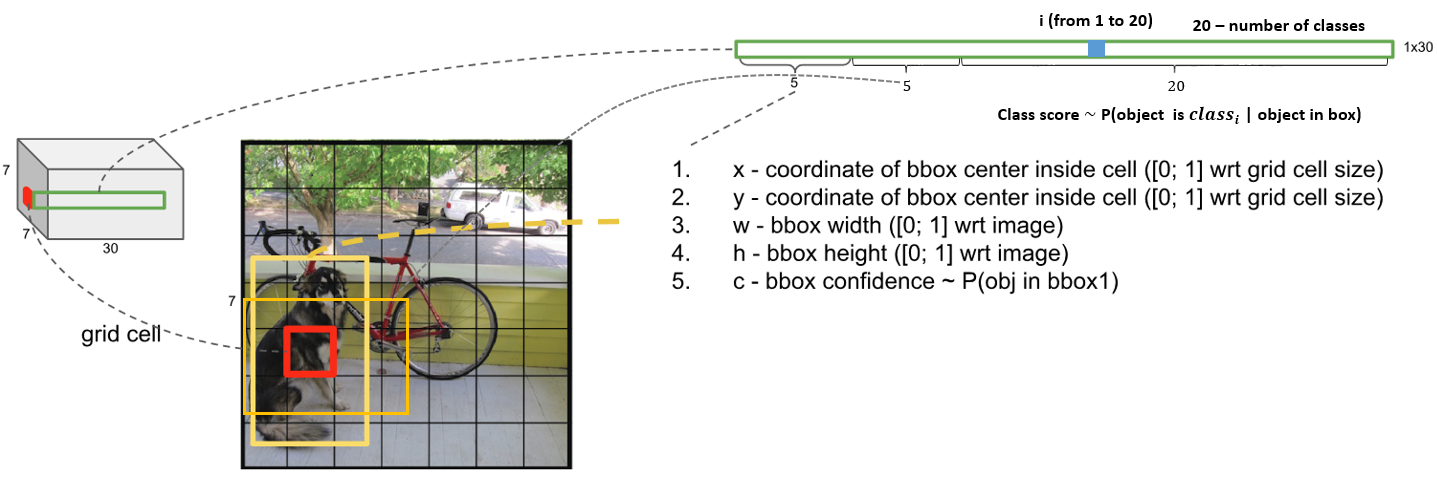 i (from 1 to 20)
20 – number of classes
1x30
5
5
20
Class score ~ P(object is class_i | object in box)
7
7
30
grid cell
7
1. x - coordinate of bbox center inside cell ([0; 1] wrt grid cell size)
2. y - coordinate of bbox center inside cell ([0; 1] wrt grid cell size)
3. w - bbox width ([0; 1] wrt image)
4. h - bbox height ([0; 1] wrt image)
5. c - bbox confidence ~ P(obj in bbox1)